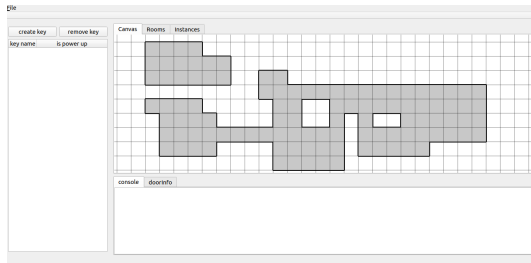 File
create key remove key
Canvas Rooms Instances
key name is power up
console doorinfo